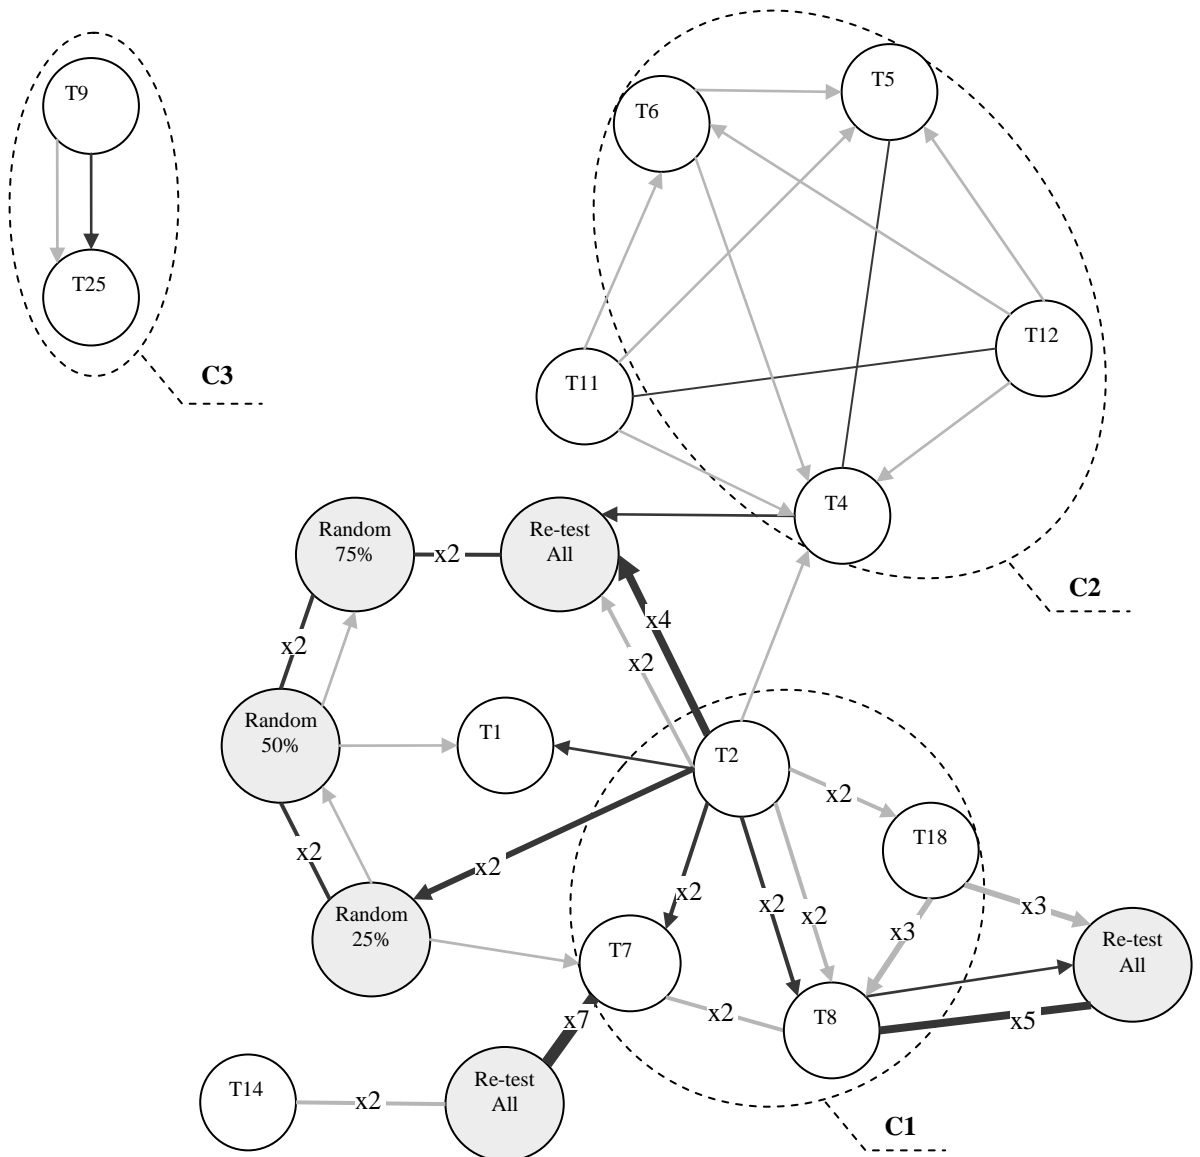 T9
T25
C3
T6
T5
T12
T11
T4
C2
Random
75%
x2
Re-test
All
x4
x2
x2
Random
50%
T1
T2
x2
T18
x2
x2
Random
25%
x2
x2
x2
x3
x3
Re-test
All
T7
x2
T8
x5
x7
T14
x2
Re-test
All
C1